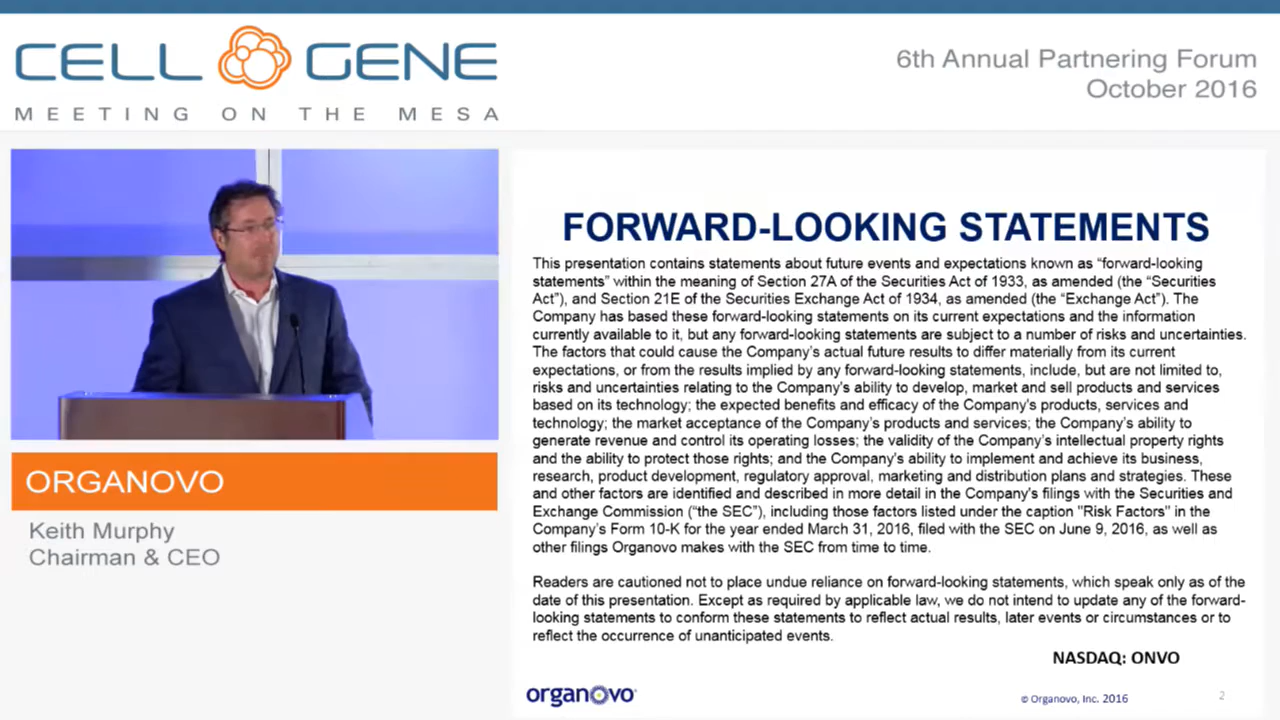 CELL GENE
MEETING ON THE MESA
6th Annual Partnering Forum
October 2016
ORGANOVO
Keith Murphy
Chairman & CEO
FORWARD-LOOKING STATEMENTS
This presentation contains statements about future events and expectations known as “forward-looking
statements” within the meaning of Section 27A of the Securities Act of 1933, as amended (the “Securities
Act”), and Section 21E of the Securities Exchange Act of 1934, as amended (the “Exchange Act”). The
Company has based these forward-looking statements on its current expectations and the information
currently available to it, but any forward-looking statements are subject to a number of risks and uncertainties.
The factors that could cause the Company’s actual future results to differ materially from its current
expectations, or from the results implied by any forward-looking statements, include, but are not limited to,
risks and uncertainties relating to the Company’s ability to develop, market and sell products and services
based on its technology; the expected benefits and efficacy of the Company’s products, services and
technology; the market acceptance of the Company’s products and services; the Company’s ability to
generate revenue and control its operating losses; the validity of the Company’s intellectual property rights
and the ability to protect those rights; and the Company’s ability to implement and achieve its business,
research, product development, regulatory approval, marketing and distribution plans and strategies. These
and other factors are identified and described in more detail in the Company’s filings with the Securities and
Exchange Commission (“the SEC”), including those factors listed under the caption "Risk Factors" in the
Company’s Form 10-K for the year ended March 31, 2016, filed with the SEC on June 9, 2016, as well as
other filings Organovo makes with the SEC from time to time.
Readers are cautioned not to place undue reliance on forward-looking statements, which speak only as of the
date of this presentation. Except as required by applicable law, we do not intend to update any of the forward-
looking statements to conform these statements to reflect actual results, later events or circumstances or to
reflect the occurrence of unanticipated events.
NASDAQ: ONVO
organovo
© Organovo, Inc. 2016
2